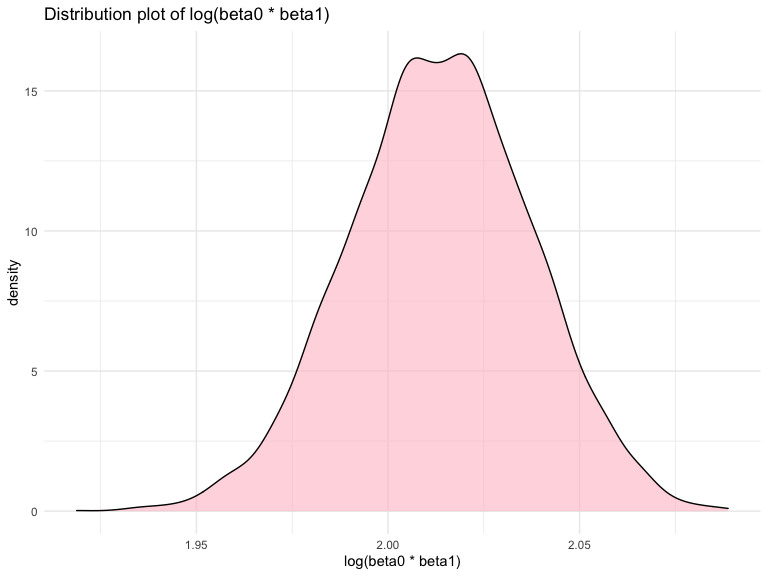 Distribution plot of log(beta0 * beta1)
15
10
5
0
density
1.95
2.00
2.05
log(beta0 * beta1)